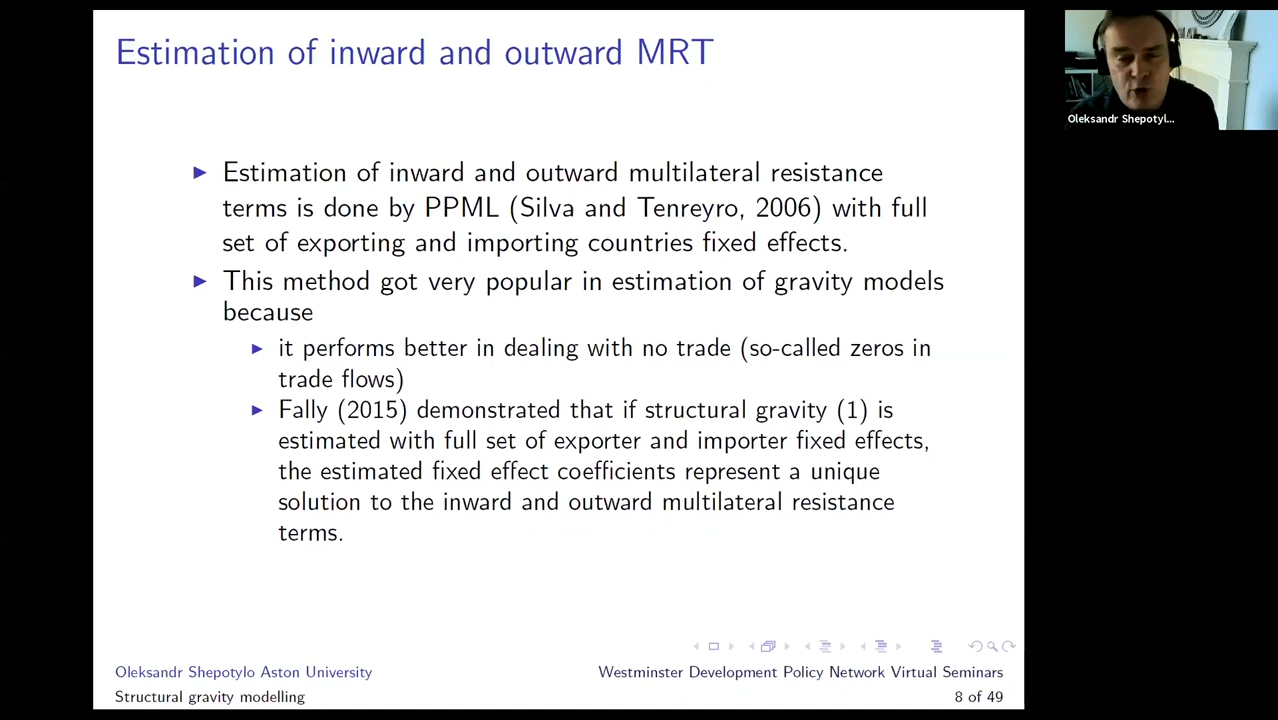 Estimation of inward and outward MRT
Oleksandr Shepotyl...
▶ Estimation of inward and outward multilateral resistance
terms is done by PPML (Silva and Tenreyro, 2006) with full
set of exporting and importing countries fixed effects.
▶ This method got very popular in estimation of gravity models
because
▶ it performs better in dealing with no trade (so-called zeros in
trade flows)
▶ Fally (2015) demonstrated that if structural gravity (1) is
estimated with full set of exporter and importer fixed effects,
the estimated fixed effect coefficients represent a unique
solution to the inward and outward multilateral resistance
terms.
Oleksandr Shepotylo Aston University
Westminster Development Policy Network Virtual Seminars
Structural gravity modelling
8 of 49